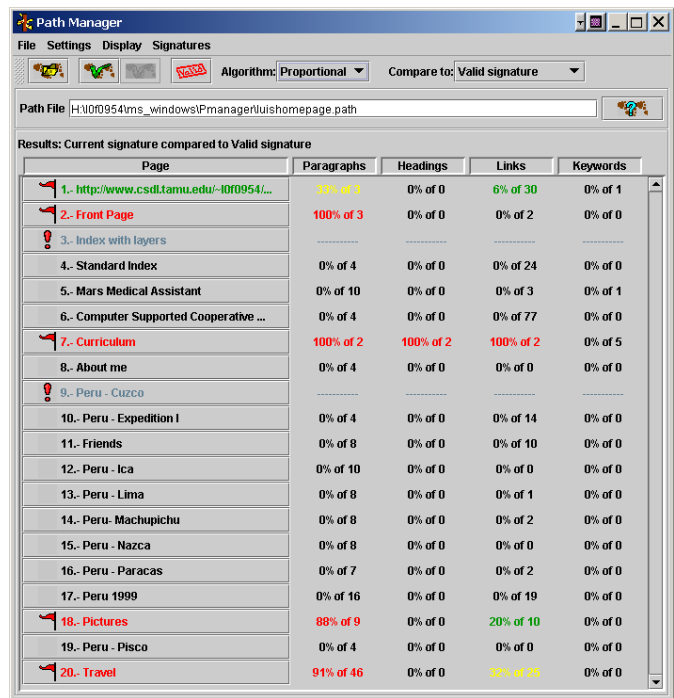 Path Manager
File Settings Display Signatures
Valid Algorithm: Proportional Compare to: Valid signature
Path File H:\l0f0954\ms_windows\Pmanager\luishomepage.path
Results: Current signature compared to Valid signature
Page Paragraphs Headings Links Keywords
1.- http://www.csdl.tamu.edu/~l0f0954/... 33% of 3 0% of 0 6% of 30 0% of 1
2.- Front Page 100% of 3 0% of 0 0% of 2 0% of 0
3.- Index with layers ----------- ----------- ----------- -----------
4.- Standard Index 0% of 4 0% of 0 0% of 24 0% of 0
5.- Mars Medical Assistant 0% of 10 0% of 0 0% of 3 0% of 1
6.- Computer Supported Cooperative ... 0% of 4 0% of 0 0% of 77 0% of 0
7.- Curriculum 100% of 2 100% of 2 100% of 2 0% of 5
8.- About me 0% of 4 0% of 0 0% of 0 0% of 0
9.- Peru - Cuzco ----------- ----------- ----------- -----------
10.- Peru - Expedition I 0% of 4 0% of 0 0% of 14 0% of 0
11.- Friends 0% of 8 0% of 0 0% of 10 0% of 0
12.- Peru - Ica 0% of 10 0% of 0 0% of 0 0% of 0
13.- Peru - Lima 0% of 8 0% of 0 0% of 1 0% of 0
14.- Peru- Machupichu 0% of 8 0% of 0 0% of 2 0% of 0
15.- Peru - Nazca 0% of 8 0% of 0 0% of 0 0% of 0
16.- Peru - Paracas 0% of 7 0% of 0 0% of 2 0% of 0
17.- Peru 1999 0% of 16 0% of 0 0% of 19 0% of 0
18.- Pictures 88% of 9 0% of 0 20% of 10 0% of 0
19.- Peru - Pisco 0% of 4 0% of 0 0% of 0 0% of 0
20.- Travel 91% of 46 0% of 0 32% of 25 0% of 0